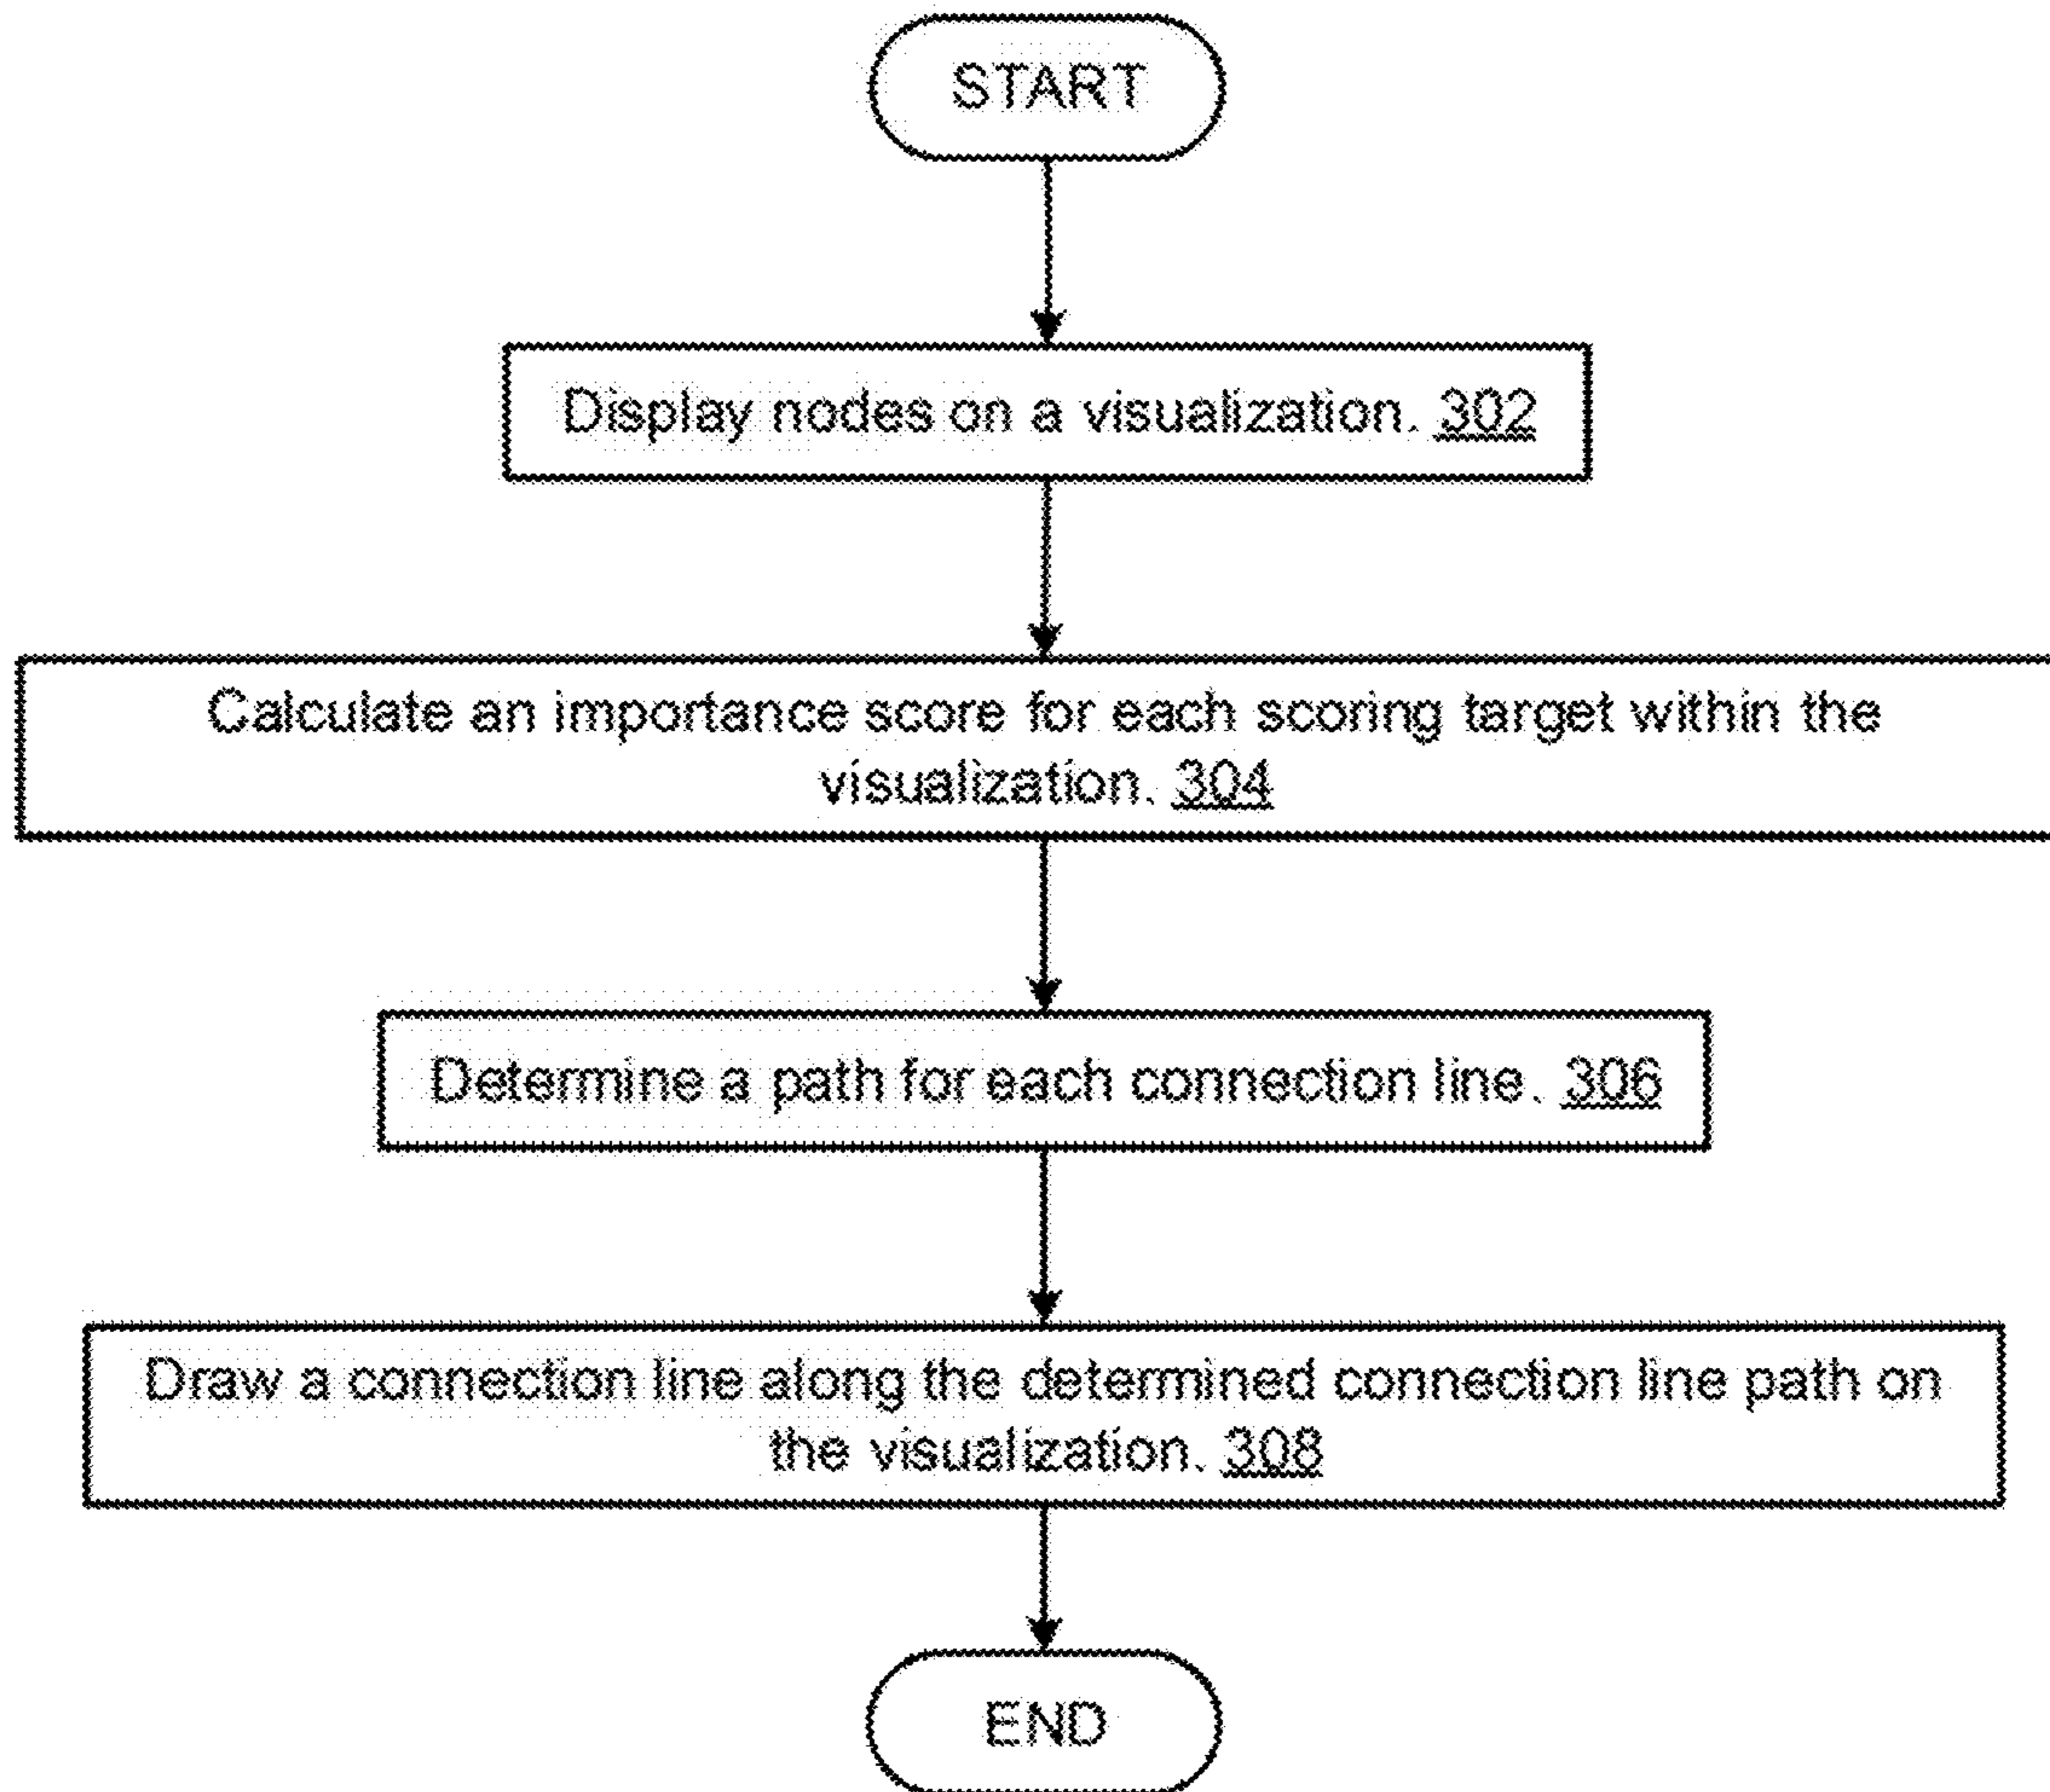 START
Display nodes on a visualization. 302
Calculate an importance score for each scoring target within the
visualization. 304
Determine a path for each connection line. 306
Draw a connection line along the determined connection line path on
the visualization. 308
END